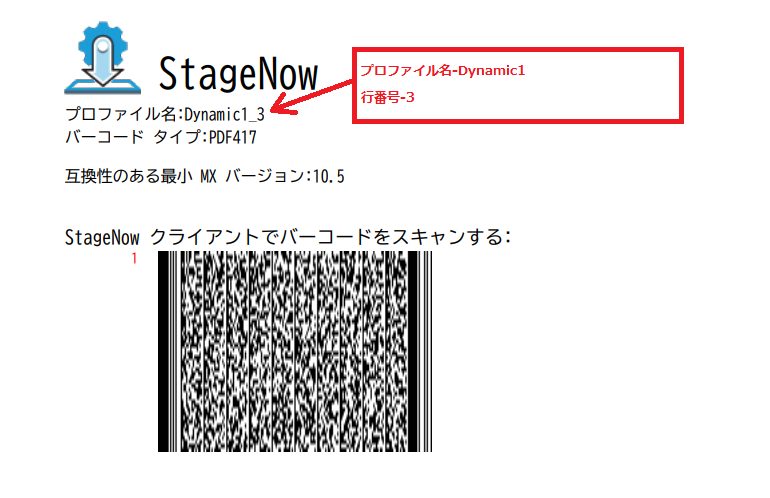 StageNow
プロファイル名-Dynamic1
行番号-3
プロファイル名:Dynamic1_3
バーコード タイプ:PDF417
互換性のある最小 MX バージョン:10.5
StageNow クライアントでバーコードをスキャンする:
1